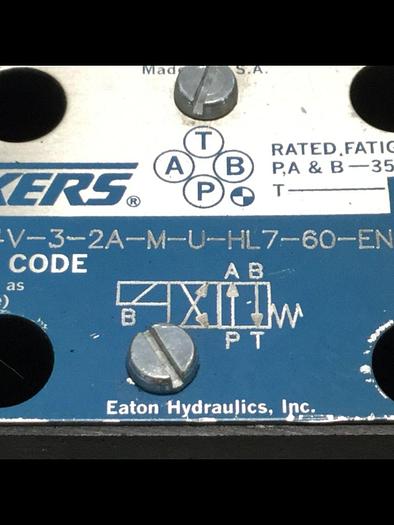 Made U.S.A.
T
A B
P
KERS®
RATED FATIG
P,A & B—35
T
V-3-2A-M-U-HL7-60-EN
CODE
as
e)
A B
B
P T
Eaton Hydraulics, Inc.